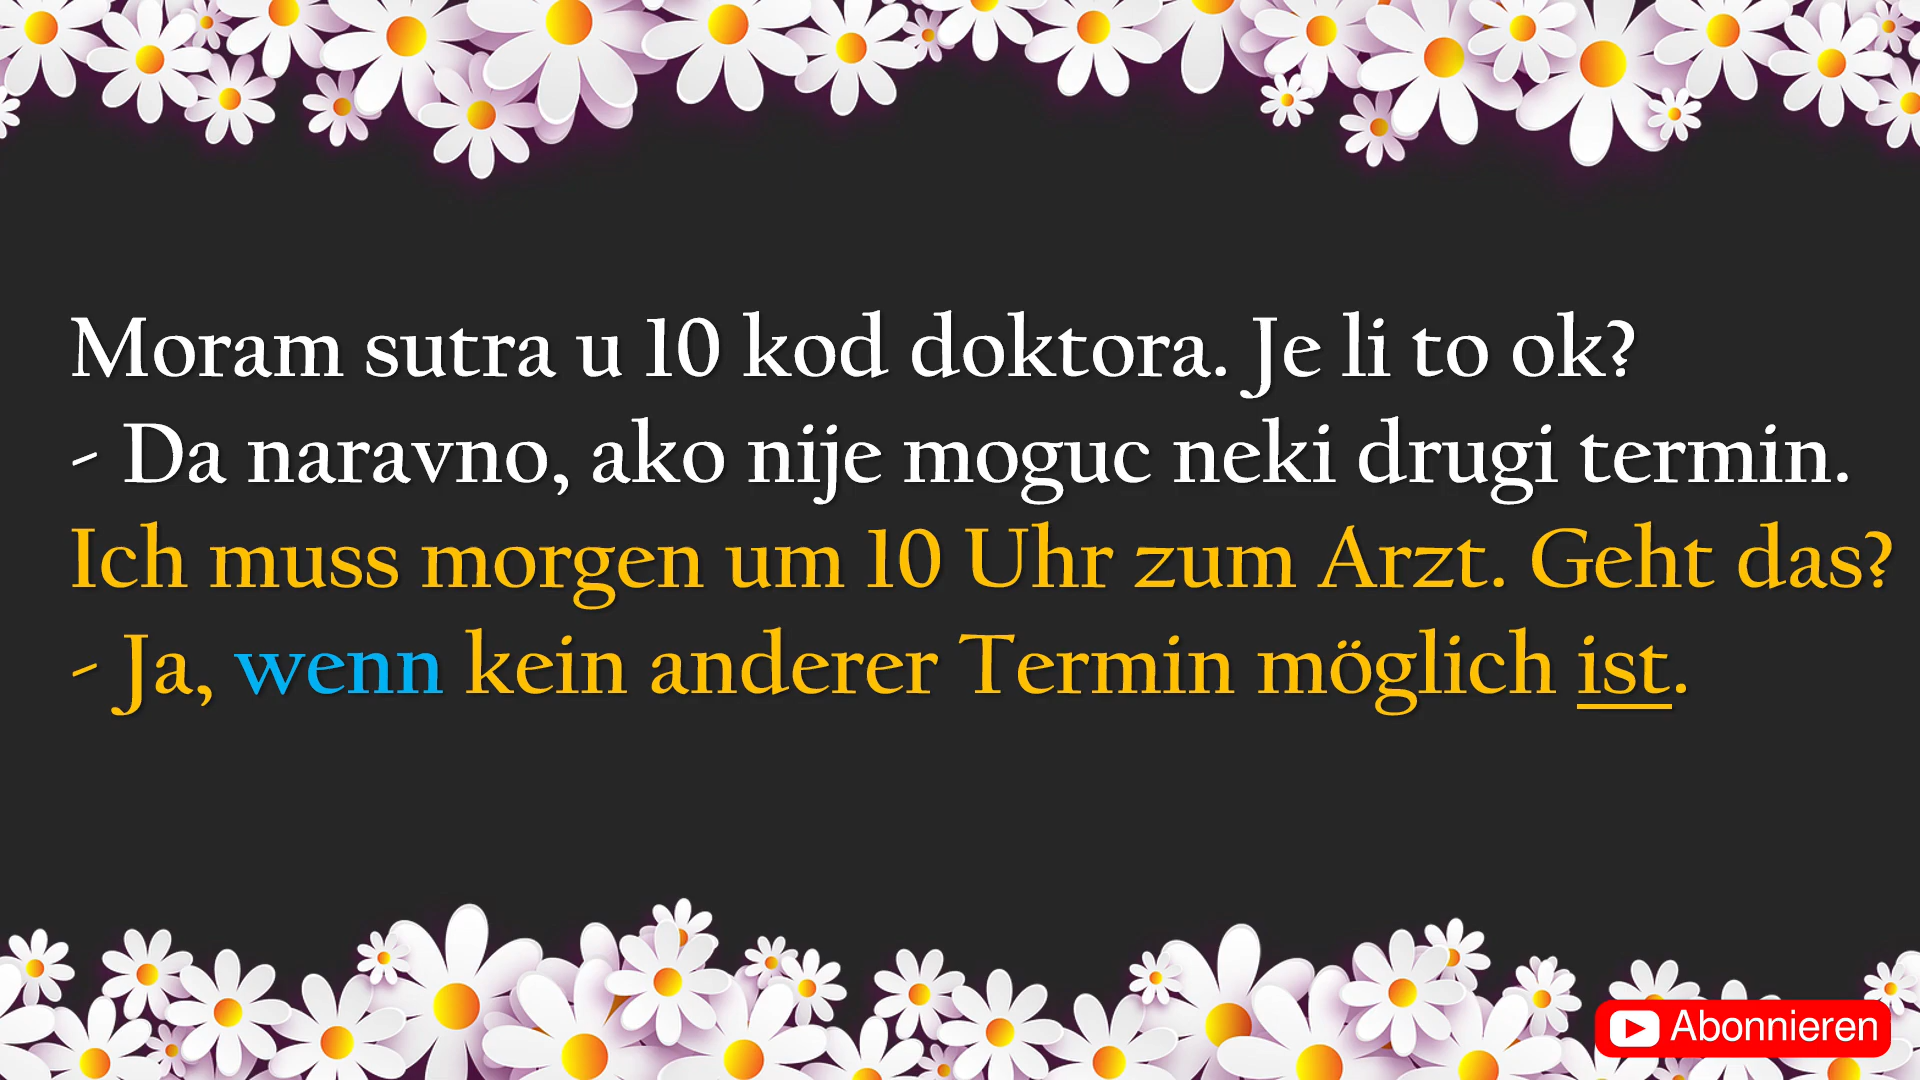 Moram sutra u 10 kod doktora. Je li to ok?
- Da naravno, ako nije moguc neki drugi termin.
Ich muss morgen um 10 Uhr zum Arzt. Geht das?
- Ja, wenn kein anderer Termin möglich ist.
Abonnieren